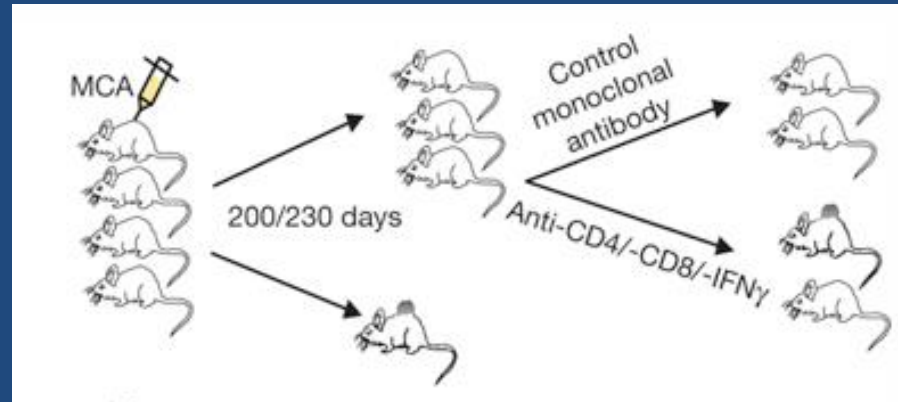 MCA
200/230 days
Control
monoclonal
antibody
Anti-CD4/-CD8/-IFNγ